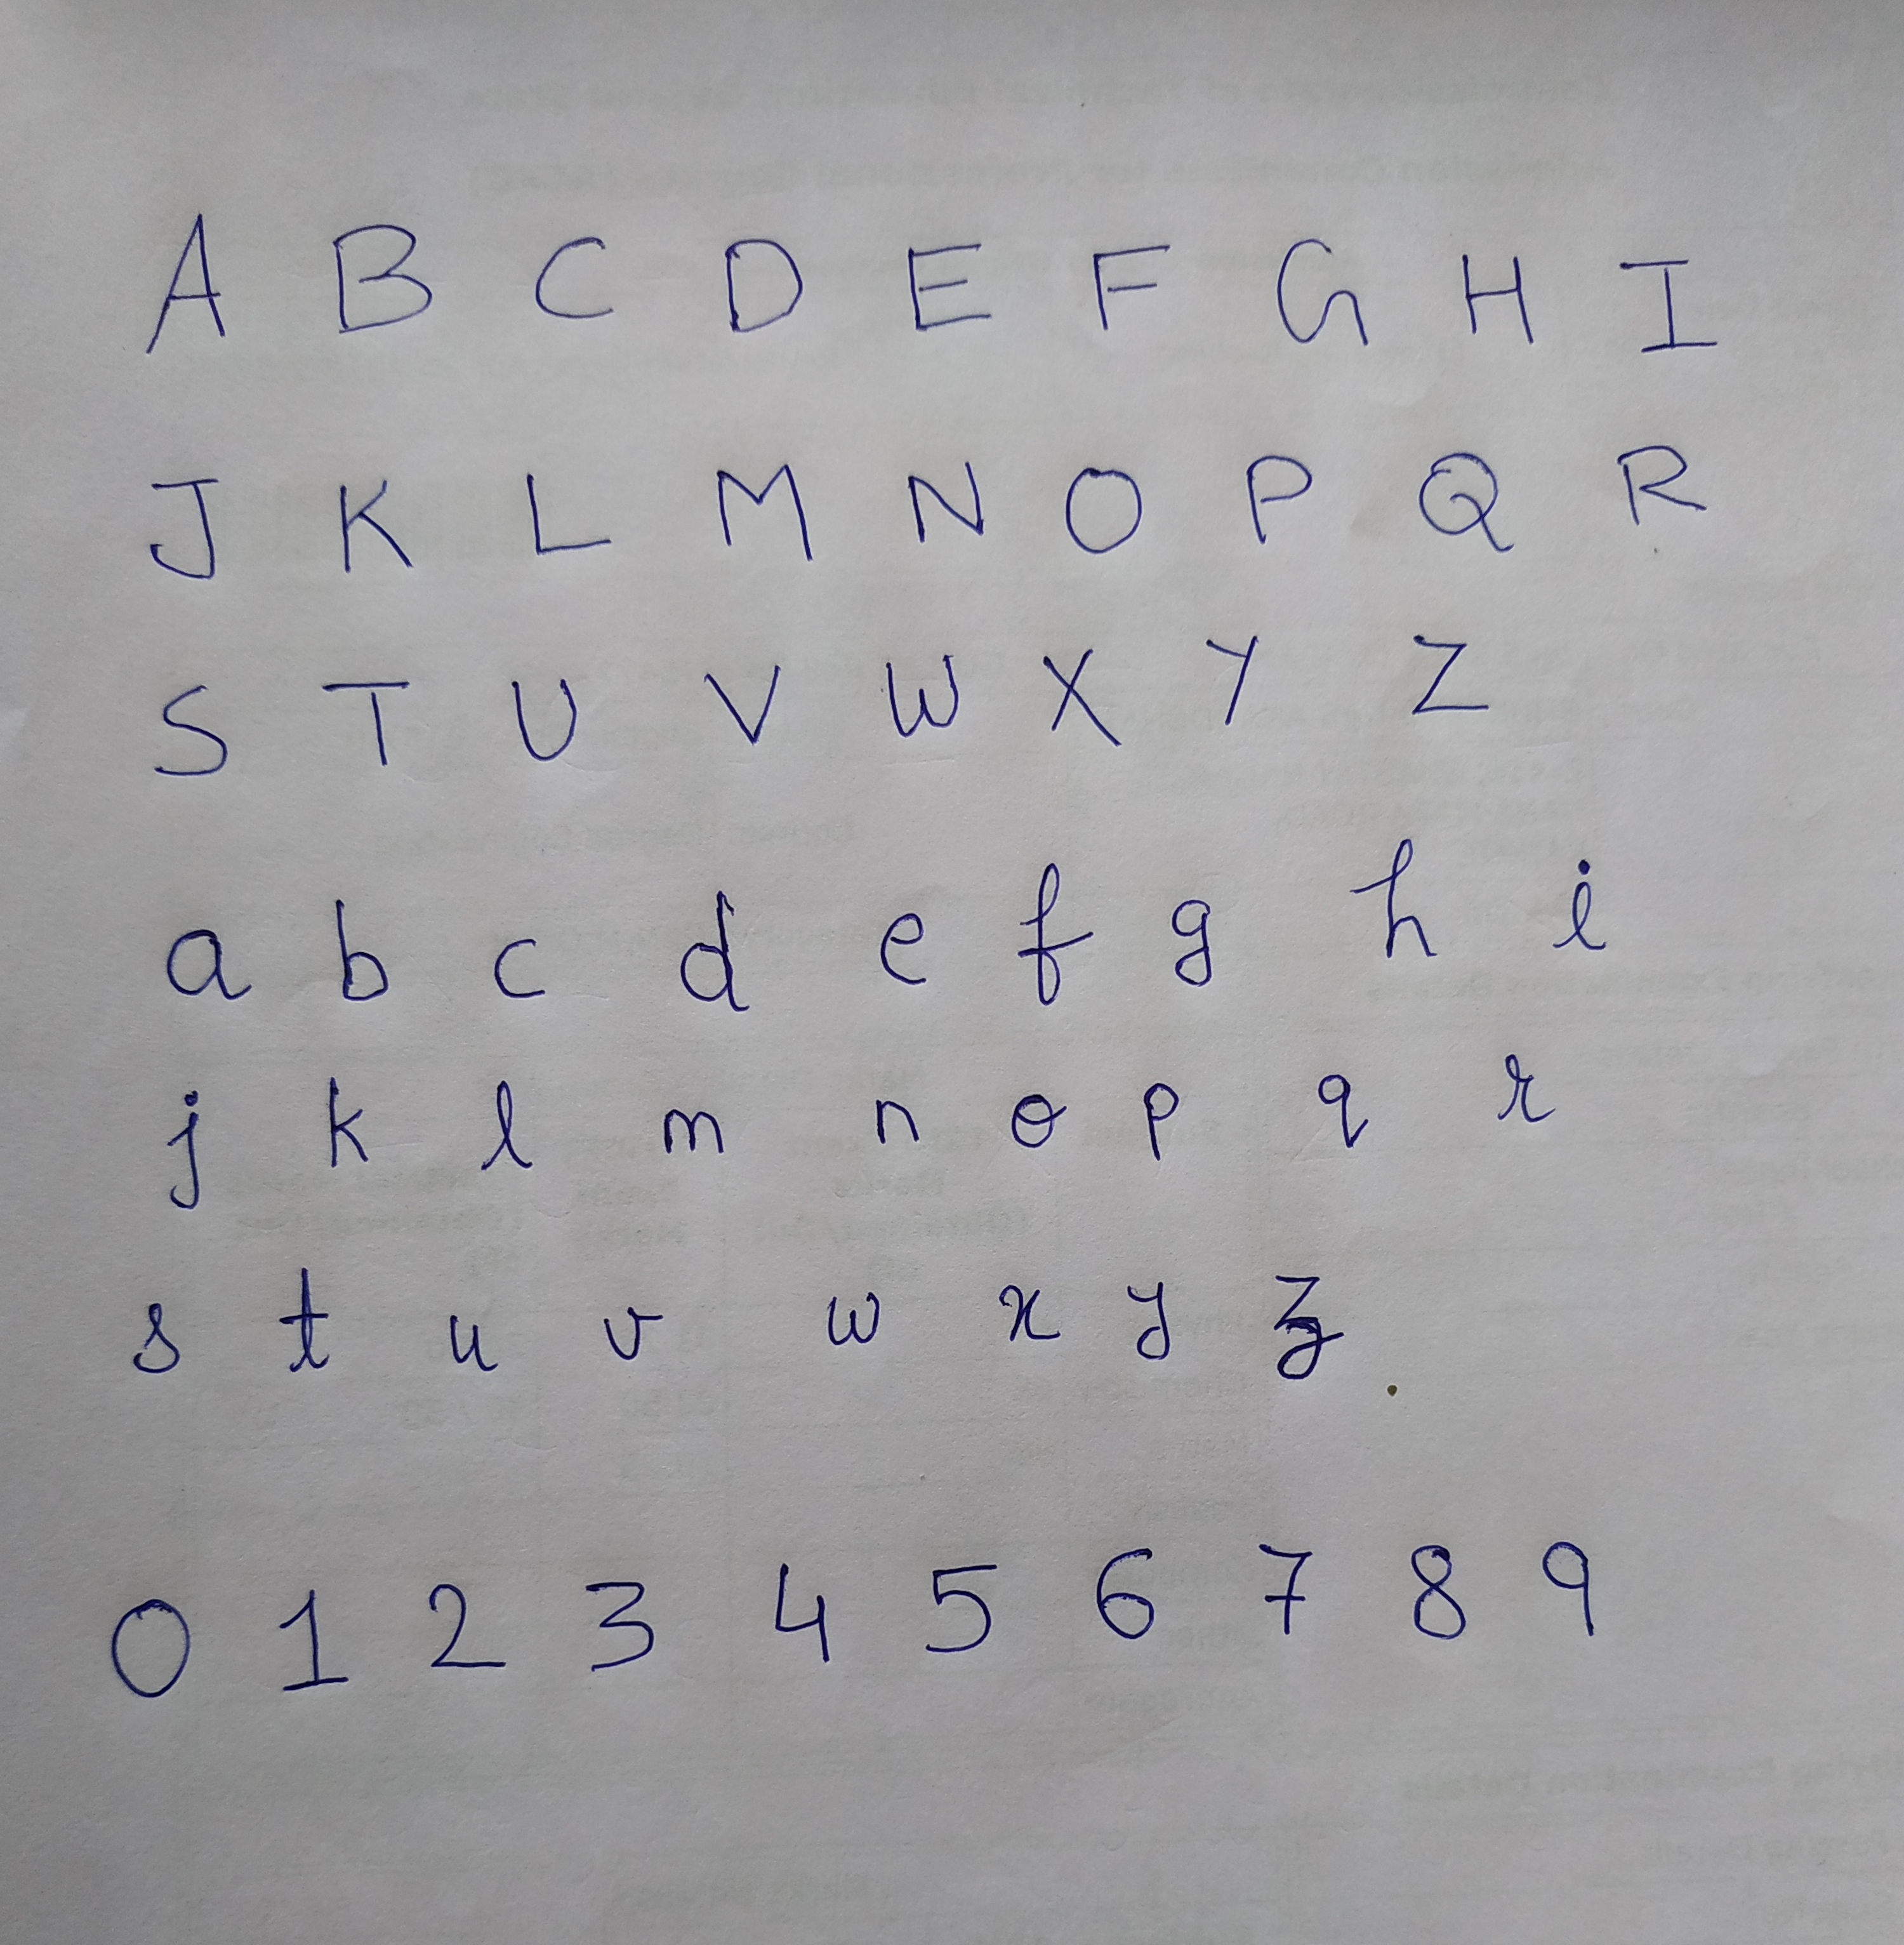 A B C D E F G H I
J K L M N O P Q R
S T U V W X Y Z
a b c d e f g h i
j k l m n o p q r
s t u v w x y z
0 1 2 3 4 5 6 7 8 9